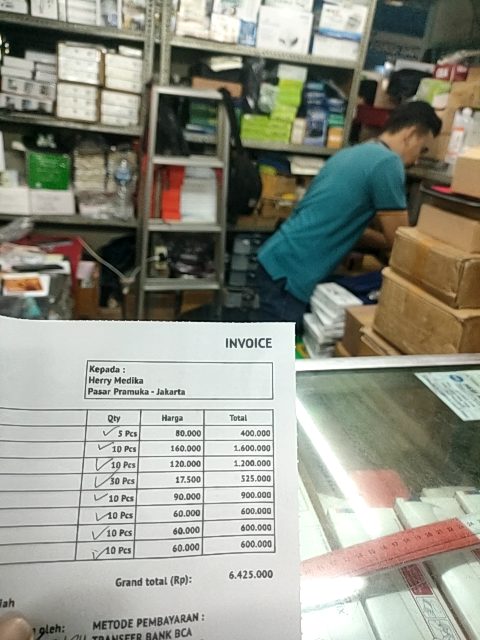 INVOICE
Kepada :
Herry Medika
Pasar Pramuka - Jakarta
Qty Harga Total
5 Pcs 80.000 400.000
10 Pcs 160.000 1.600.000
10 Pcs 120.000 1.200.000
30 Pcs 17.500 525.000
10 Pcs 90.000 900.000
10 Pcs 60.000 600.000
10 Pcs 60.000 600.000
10 Pcs 60.000 600.000
Grand total (Rp): 6.425.000
lah
oleh: METODE PEMBAYARAN :
TRANSFER BANK BCA